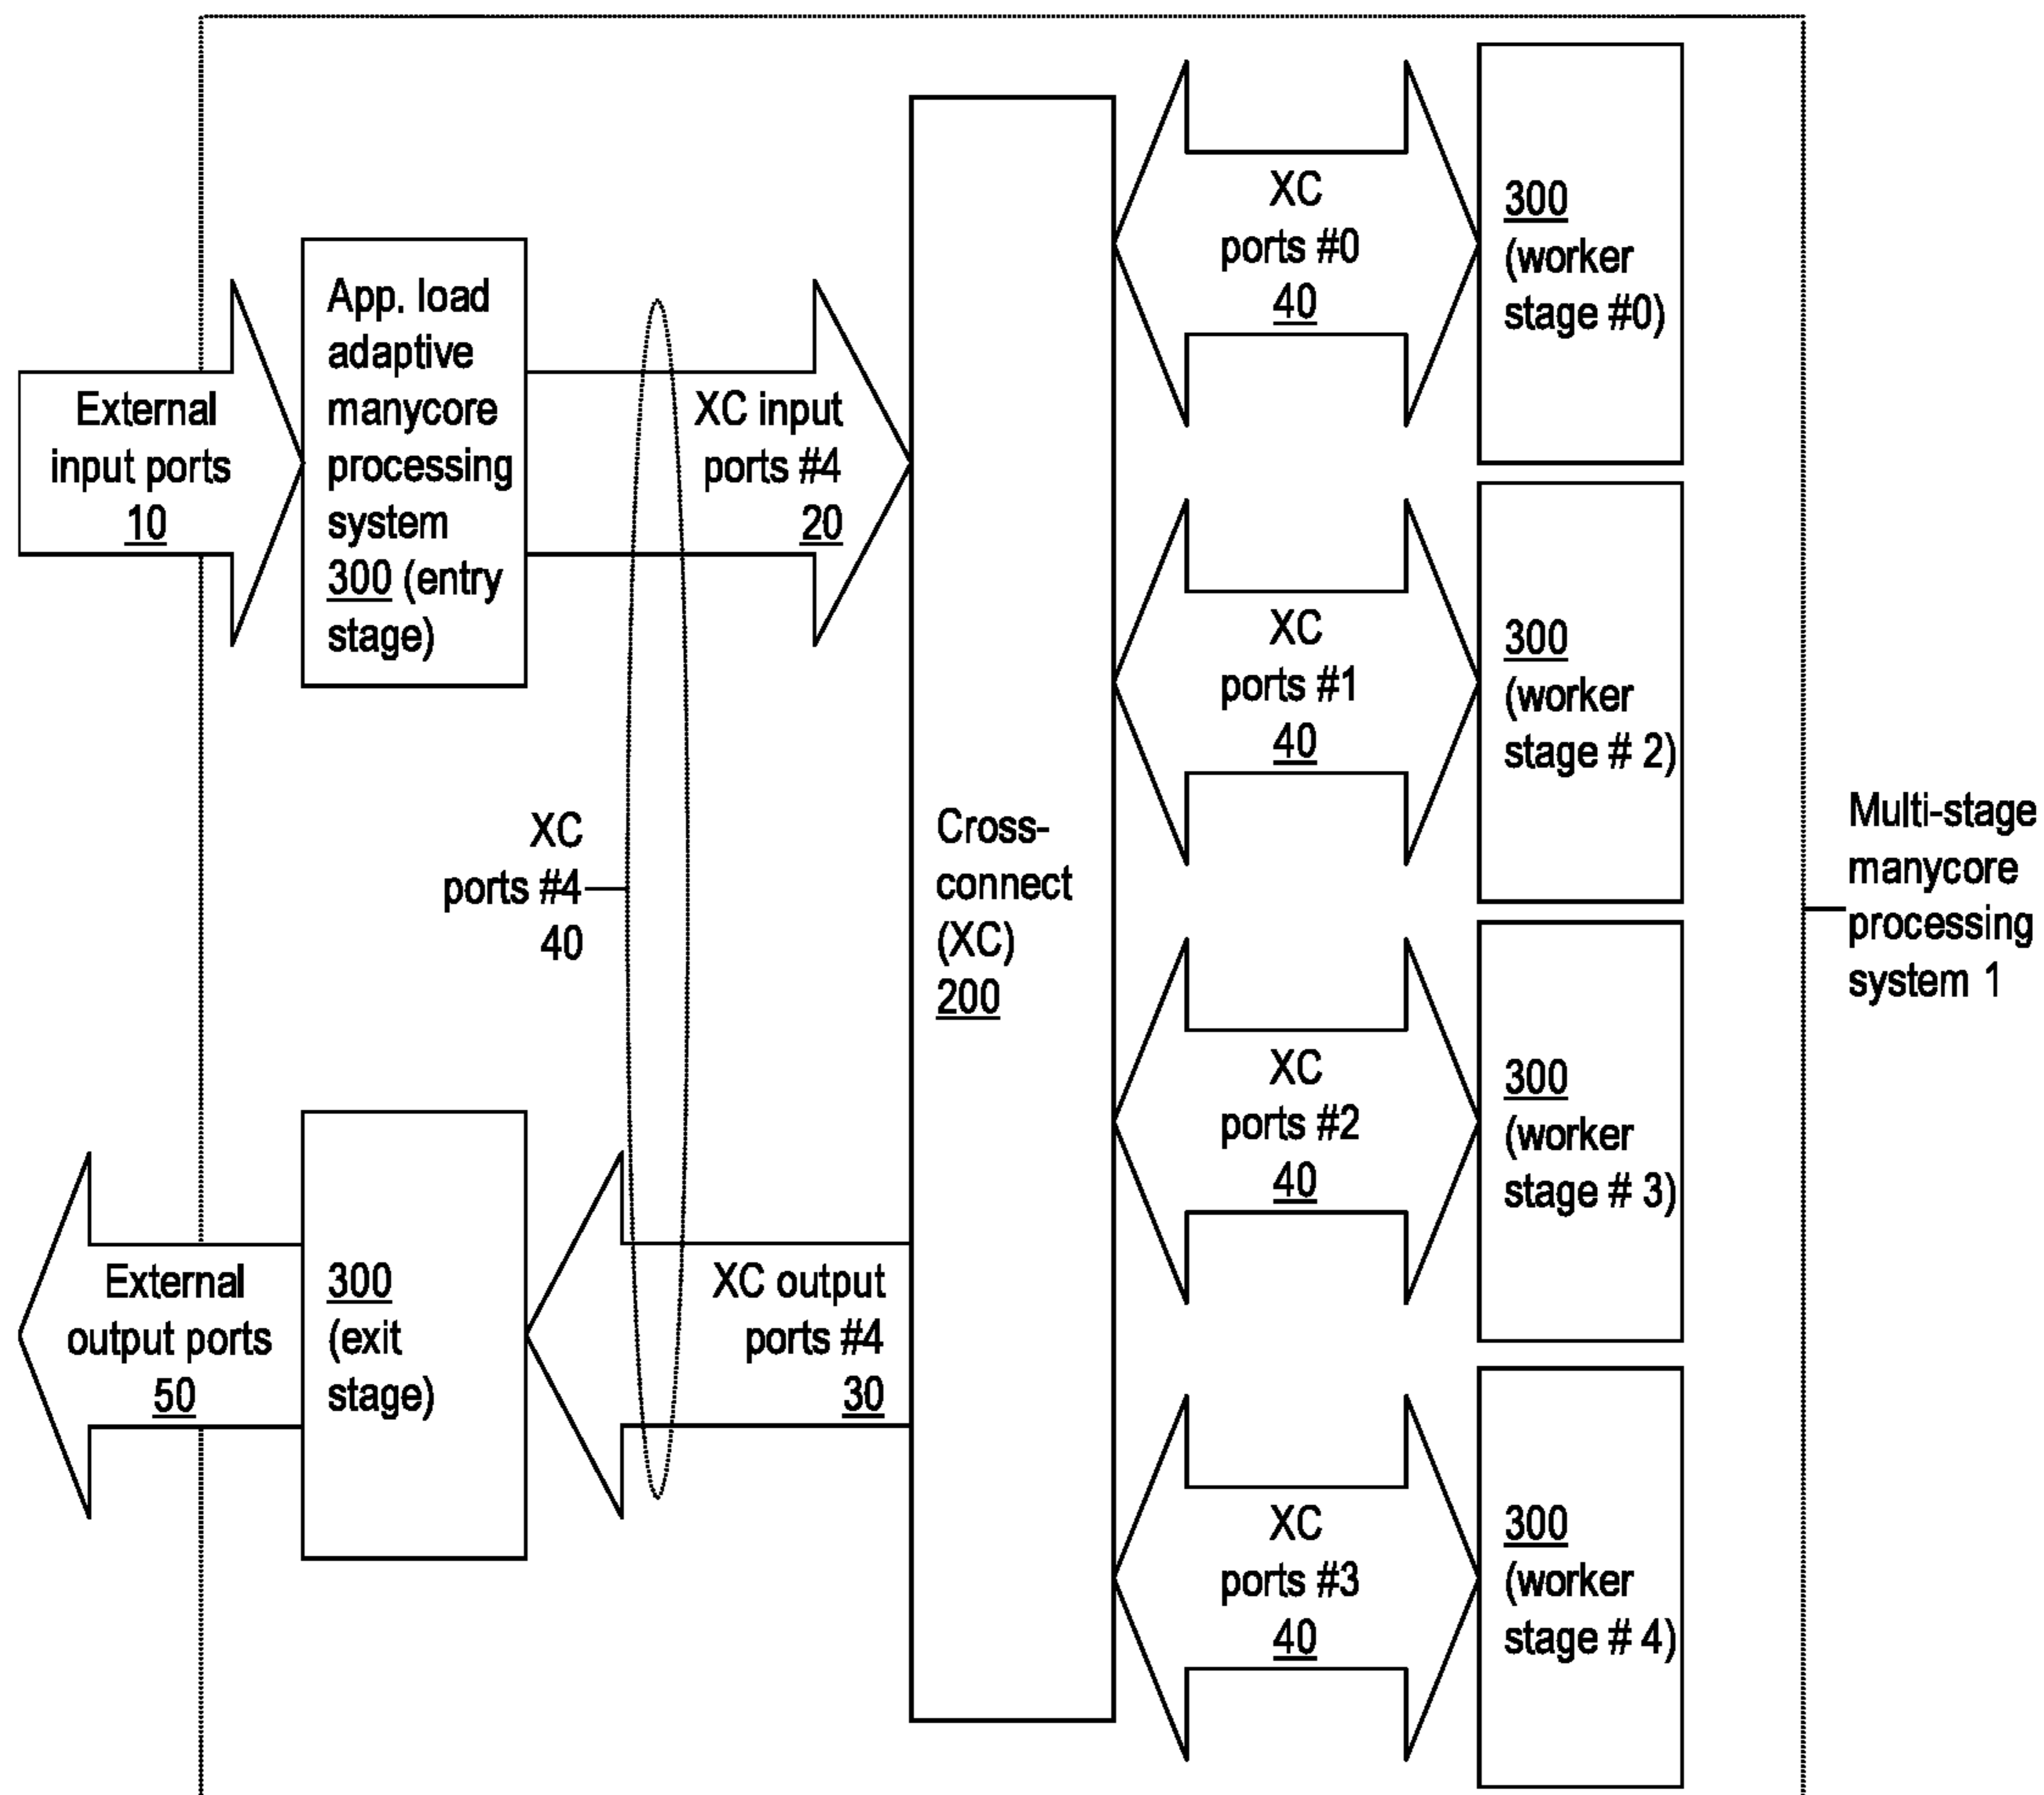 External
input ports
10
App. load
adaptive
manycore
processing
system
300 (entry
stage)
XC input
ports #4
20
XC
ports #4
40
External
output ports
50
300
(exit
stage)
XC output
ports #4
30
Cross-
connect
(XC)
200
XC
ports #0
40
300
(worker
stage #0)
XC
ports #1
40
300
(worker
stage # 2)
XC
ports #2
40
300
(worker
stage # 3)
XC
ports #3
40
300
(worker
stage # 4)
Multi-stage
manycore
processing
system 1